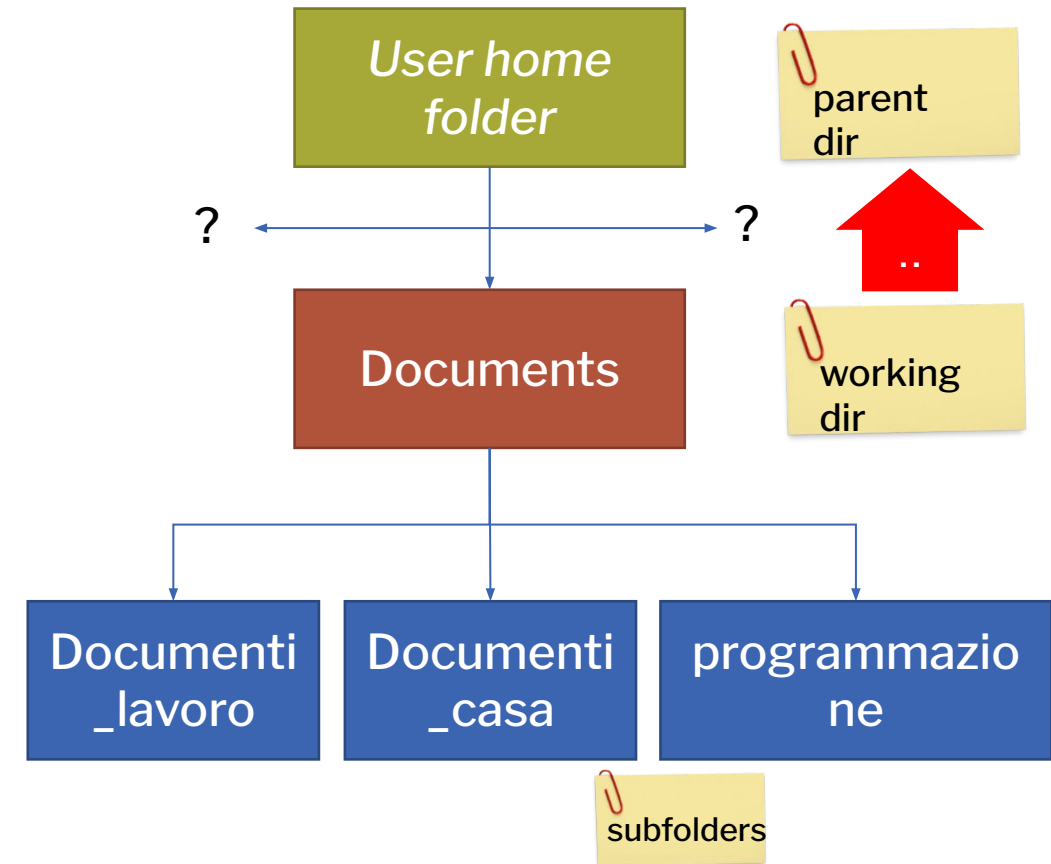 User home
folder
parent
dir
?
?
..
Documents
working
dir
Documenti
_lavoro
Documenti
_casa
programmazio
ne
subfolders